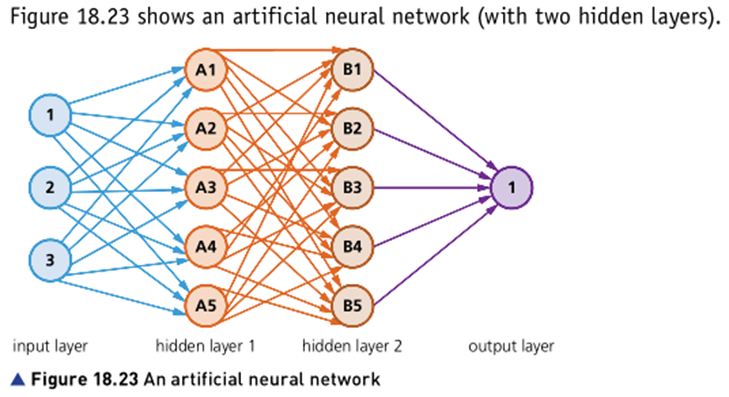 Figure 18.23 shows an artificial neural network (with two hidden layers).
A1 B1
1
A2 B2
2 A3 B3 1
A4 B4
3
A5 B5
input layer hidden layer 1 hidden layer 2 output layer
▲ Figure 18.23 An artificial neural network